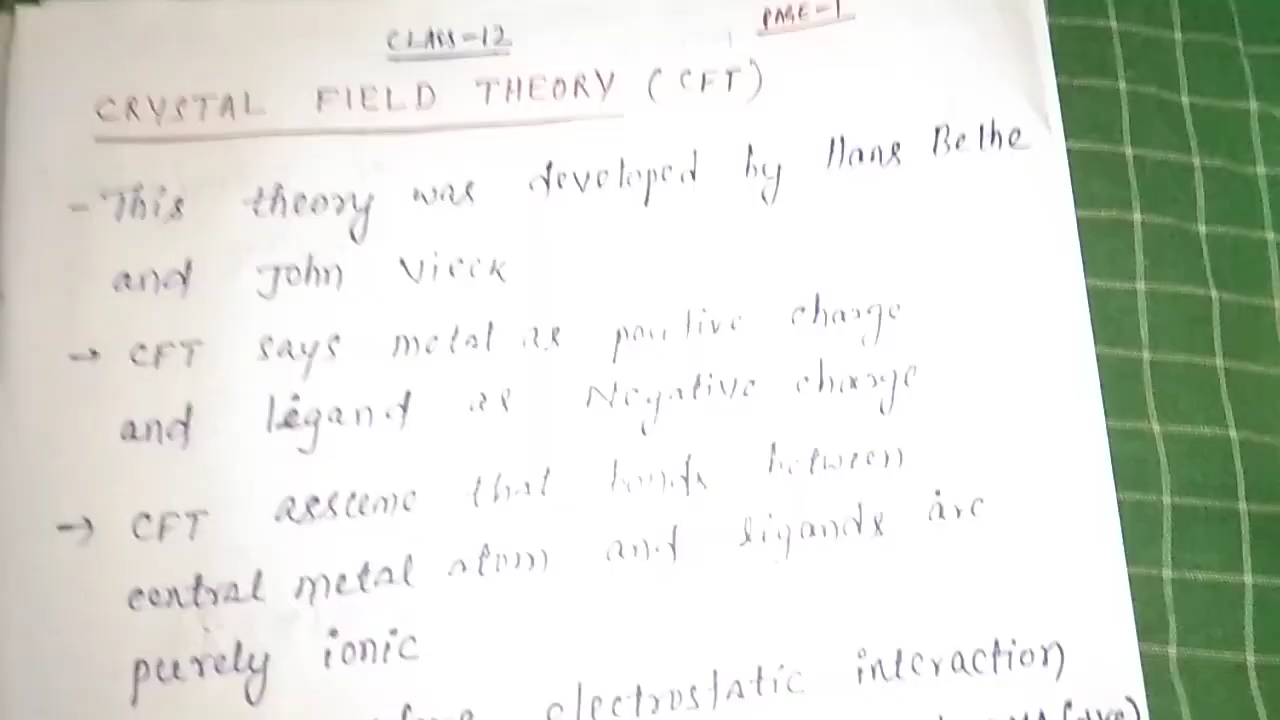 CLASS-12
PAGE-1
CRYSTAL FIELD THEORY (CFT)
- This theory was developed by Hans Bethe
and John Vleck
→ CFT says metal as positive charge
and légand as Negative charge
→ CFT assume that bonds between
central metal atom and ligands are
purely ionic
electrostatic interaction